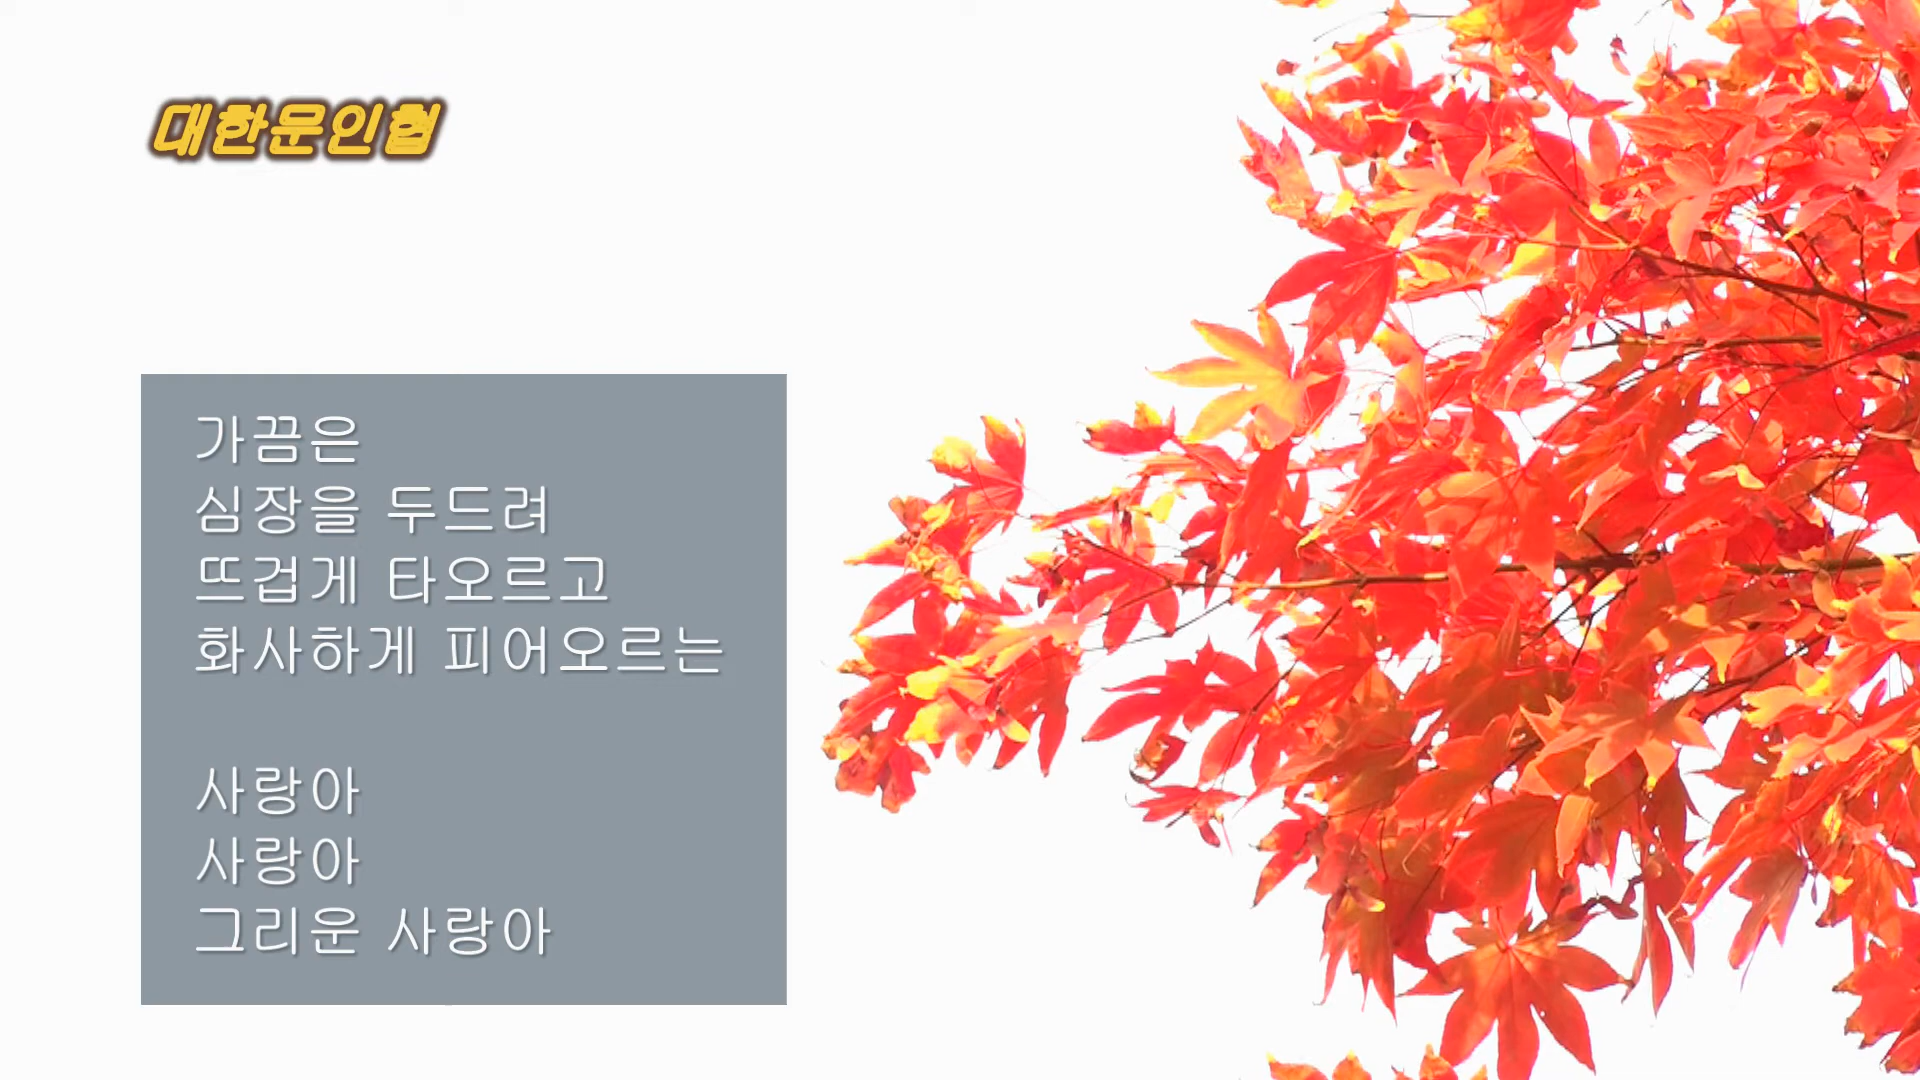 대한문인협
가끔은
심장을 두드려
뜨겁게 타오르고
화사하게 피어오르는
사랑아
사랑아
그리운 사랑아